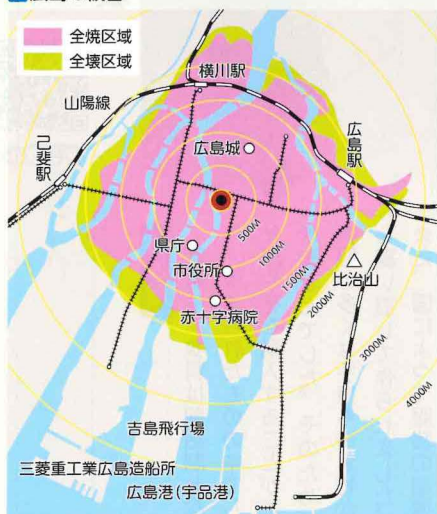 全焼区域
全壊区域
横川駅
山陽線
己斐駅
広島城
広島駅
500M
1000M
1500M
2000M
3000M
4000M
県庁
市役所
比治山
赤十字病院
吉島飛行場
三菱重工業広島造船所
広島港(宇品港)